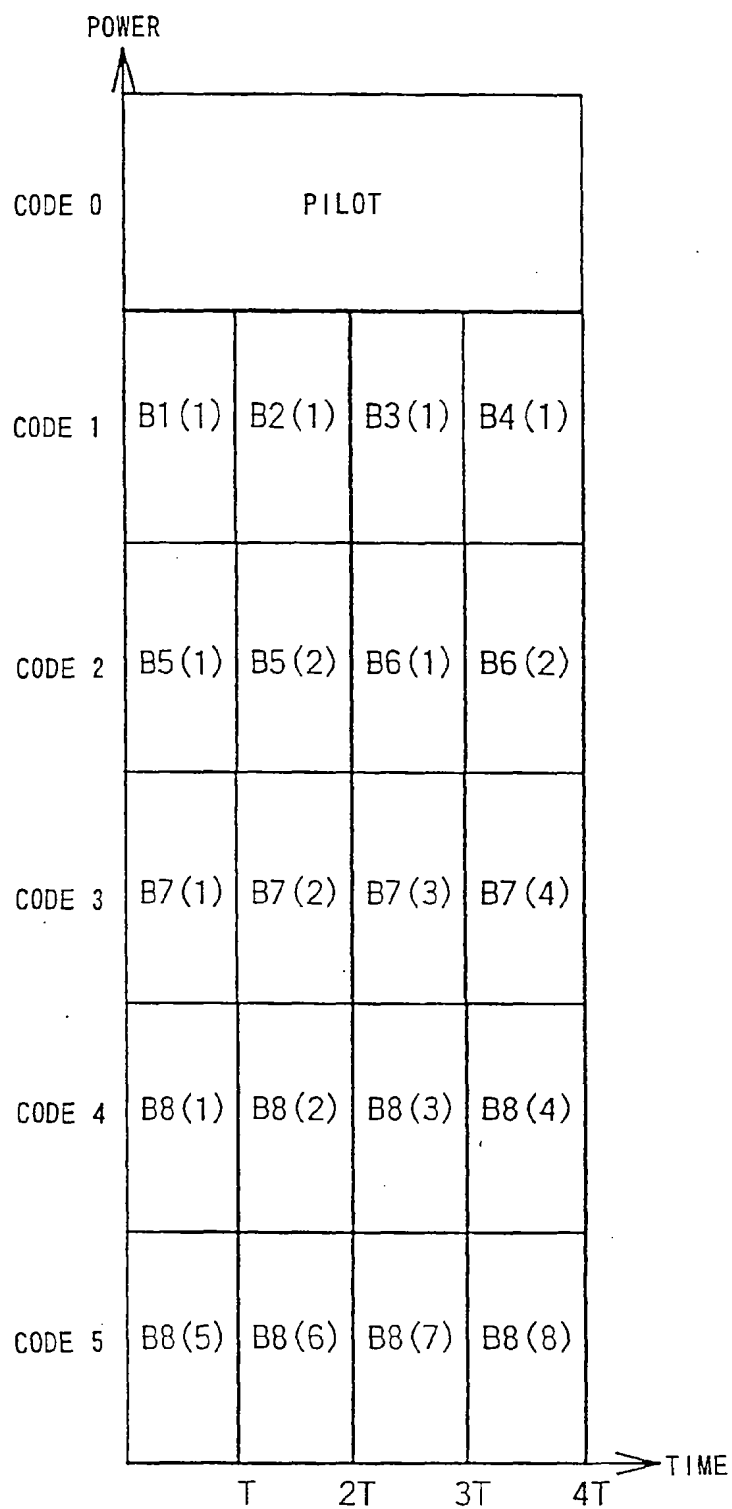 POWER
CODE 0 PILOT
CODE 1 B1(1) B2(1) B3(1) B4(1)
CODE 2 B5(1) B5(2) B6(1) B6(2)
CODE 3 B7(1) B7(2) B7(3) B7(4)
CODE 4 B8(1) B8(2) B8(3) B8(4)
CODE 5 B8(5) B8(6) B8(7) B8(8)
TIME
T 2T 3T 4T